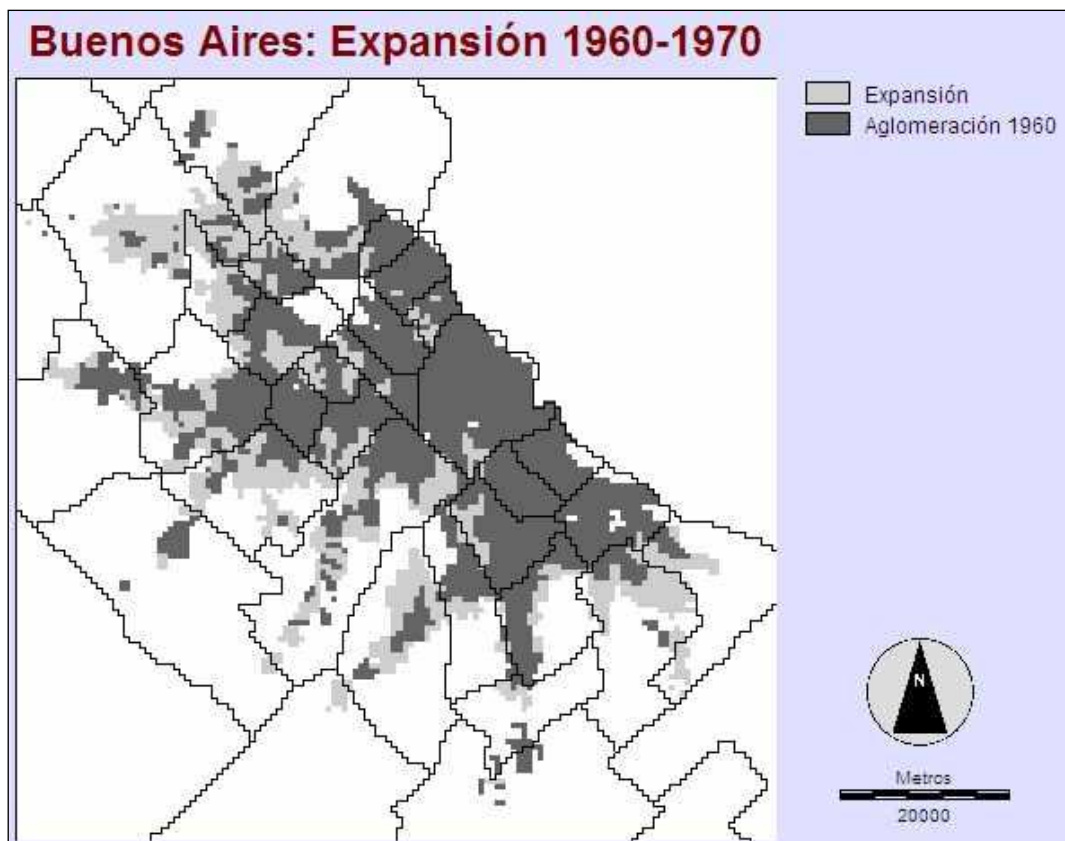 Buenos Aires: Expansión 1960-1970
Expansión
Aglomeración 1960
N
Metros
20000